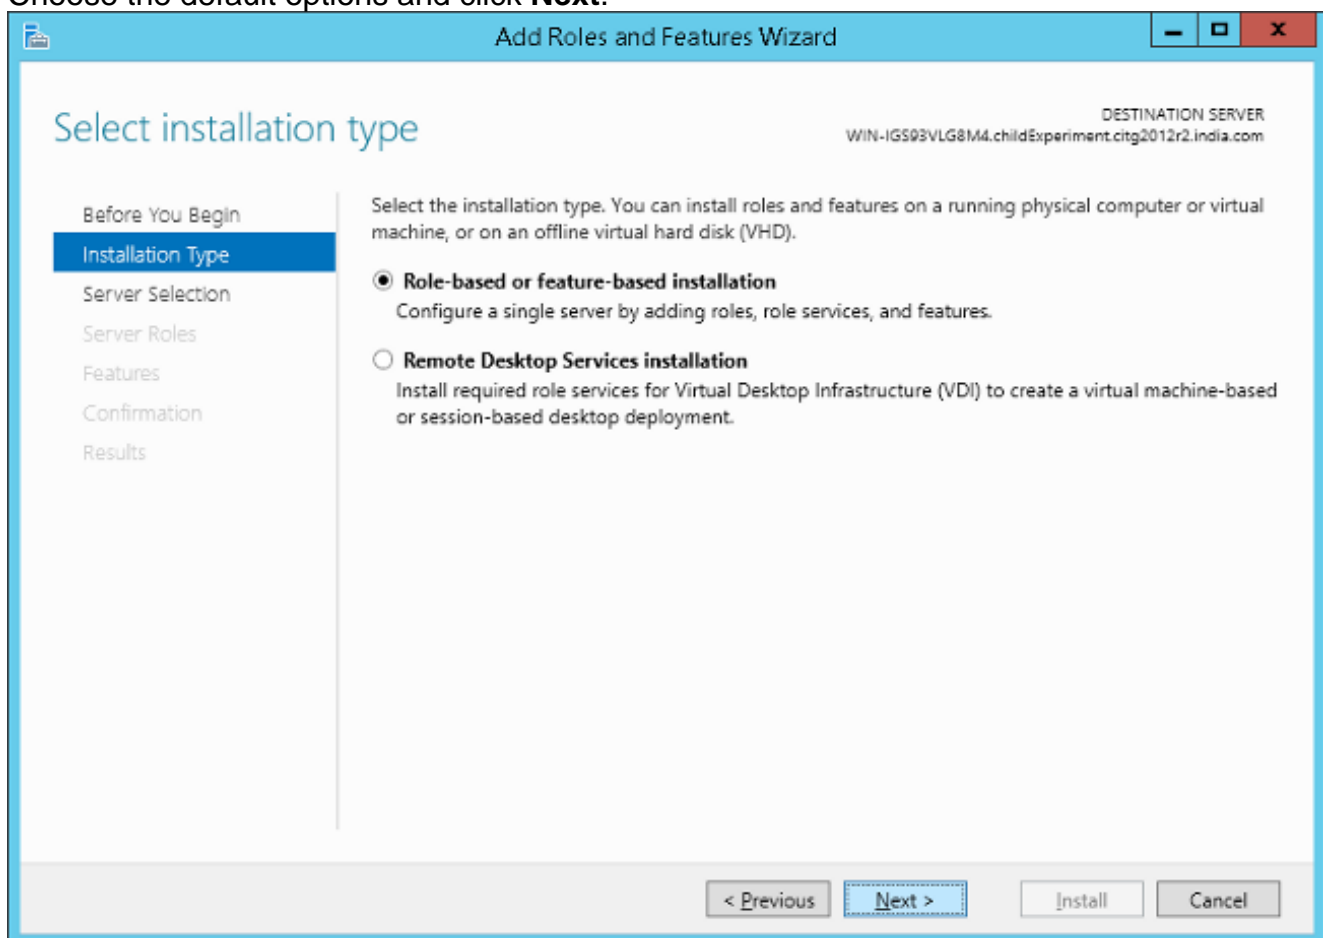 Choose the default options and click Next.
Add Roles and Features Wizard
Select installation type
DESTINATION SERVER
WIN-IGS93VLG8M4.childExperiment.citg2012r2.india.com
Before You Begin
Installation Type
Server Selection
Server Roles
Features
Confirmation
Results
Select the installation type. You can install roles and features on a running physical computer or virtual
machine, or on an offline virtual hard disk (VHD).
Role-based or feature-based installation
Configure a single server by adding roles, role services, and features.
Remote Desktop Services installation
Install required role services for Virtual Desktop Infrastructure (VDI) to create a virtual machine-based
or session-based desktop deployment.
< Previous
Next >
Install
Cancel